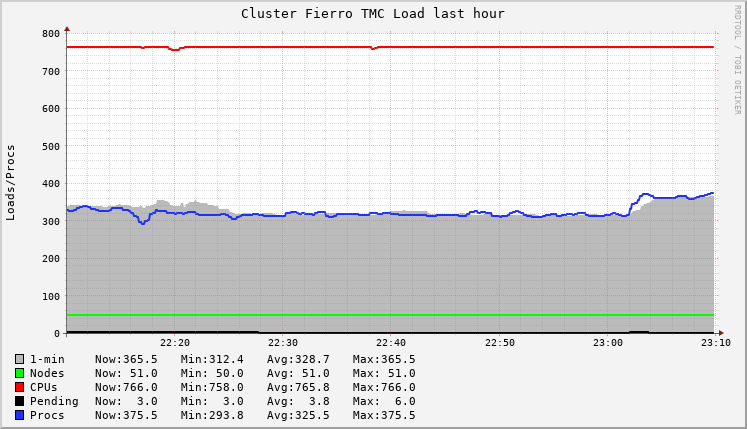 Cluster Fierro TMC Load last hour
RRDTOOL / TOBI OETIKER
Loads/Procs
800
700
600
500
400
300
200
100
0
22:20 22:30 22:40 22:50 23:00 23:10
1-min Now:365.5 Min:312.4 Avg:328.7 Max:365.5
Nodes Now: 51.0 Min: 50.0 Avg: 51.0 Max: 51.0
CPUs Now:766.0 Min:758.0 Avg:765.8 Max:766.0
Pending Now: 3.0 Min: 3.0 Avg: 3.8 Max: 6.0
Procs Now:375.5 Min:293.8 Avg:325.5 Max:375.5